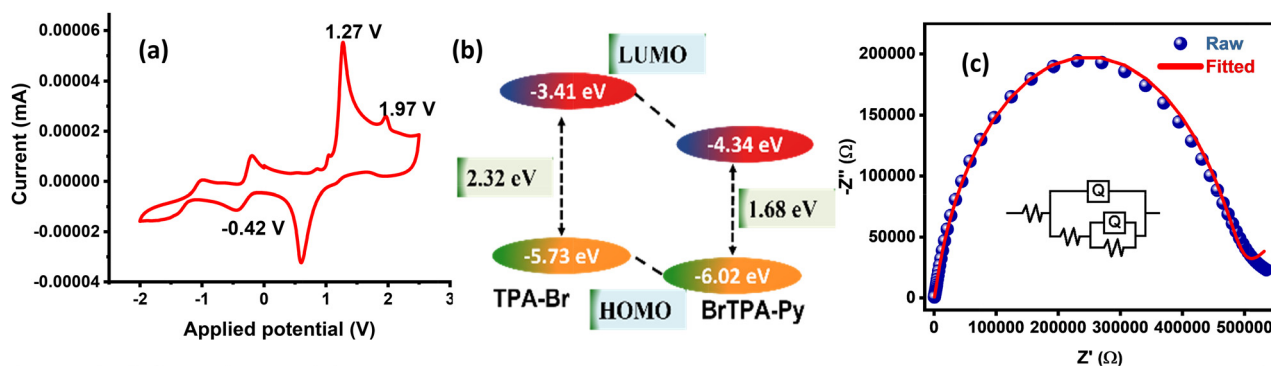 (a)
1.27 V
1.97 V
-0.42 V
0.00006
0.00004
0.00002
0.00000
-0.00002
-0.00004
Current (mA)
-2 -1 0 1 2 3
Applied potential (V)
(b)
LUMO
-3.41 eV
-4.34 eV
2.32 eV
1.68 eV
-5.73 eV
-6.02 eV
TPA-Br
HOMO
BrTPA-Py
(c)
Raw
Fitted
200000
150000
100000
50000
0
-Z'' (Ω)
Q
Q
0 100000 200000 300000 400000 500000
Z' (Ω)